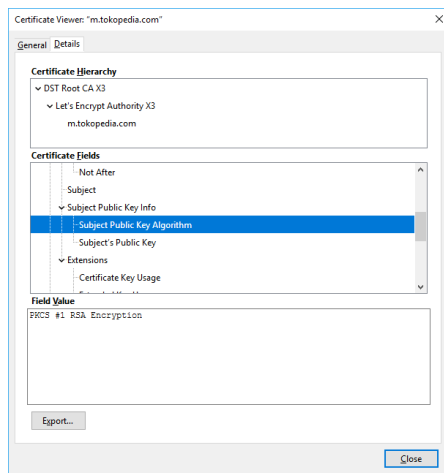 Certificate Viewer: "m.tokopedia.com"
General Details
Certificate Hierarchy
DST Root CA X3
Let's Encrypt Authority X3
m.tokopedia.com
Certificate Fields
Not After
Subject
Subject Public Key Info
Subject Public Key Algorithm
Subject's Public Key
Extensions
Certificate Key Usage
Field Value
PKCS #1 RSA Encryption
Export...
Close